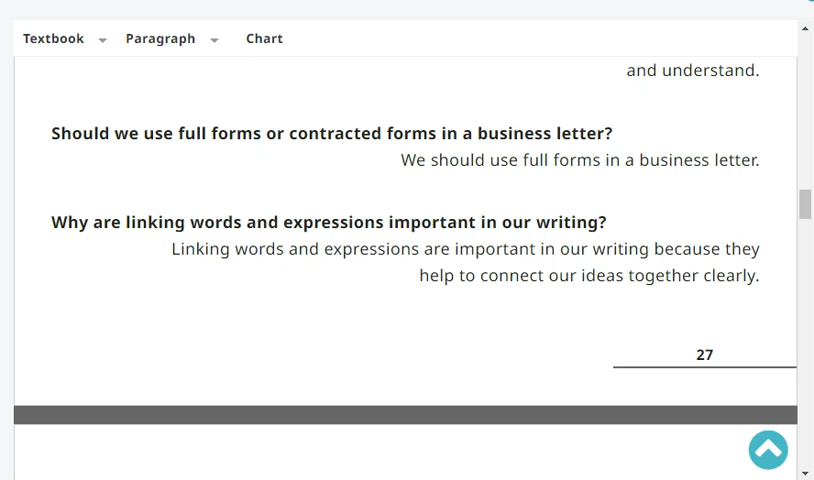 Textbook Paragraph Chart
and understand.
Should we use full forms or contracted forms in a business letter?
We should use full forms in a business letter.
Why are linking words and expressions important in our writing?
Linking words and expressions are important in our writing because they
help to connect our ideas together clearly.
27